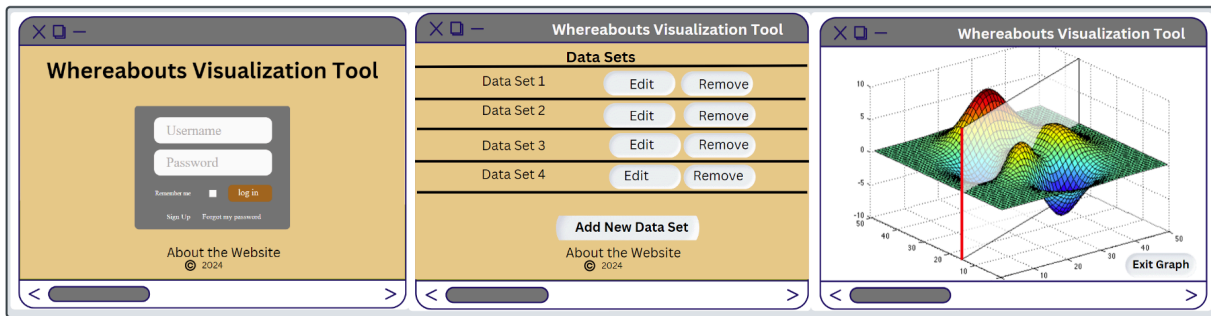 Whereabouts Visualization Tool
Username
Password
Remember me log in
Sign Up Forgot my password
About the Website
© 2024
Whereabouts Visualization Tool
Data Sets
Data Set 1 Edit Remove
Data Set 2 Edit Remove
Data Set 3 Edit Remove
Data Set 4 Edit Remove
Add New Data Set
About the Website
© 2024
Whereabouts Visualization Tool
10
5
0
-5
-10
50
40
30
20
10
10
20
30
40
50
Exit Graph